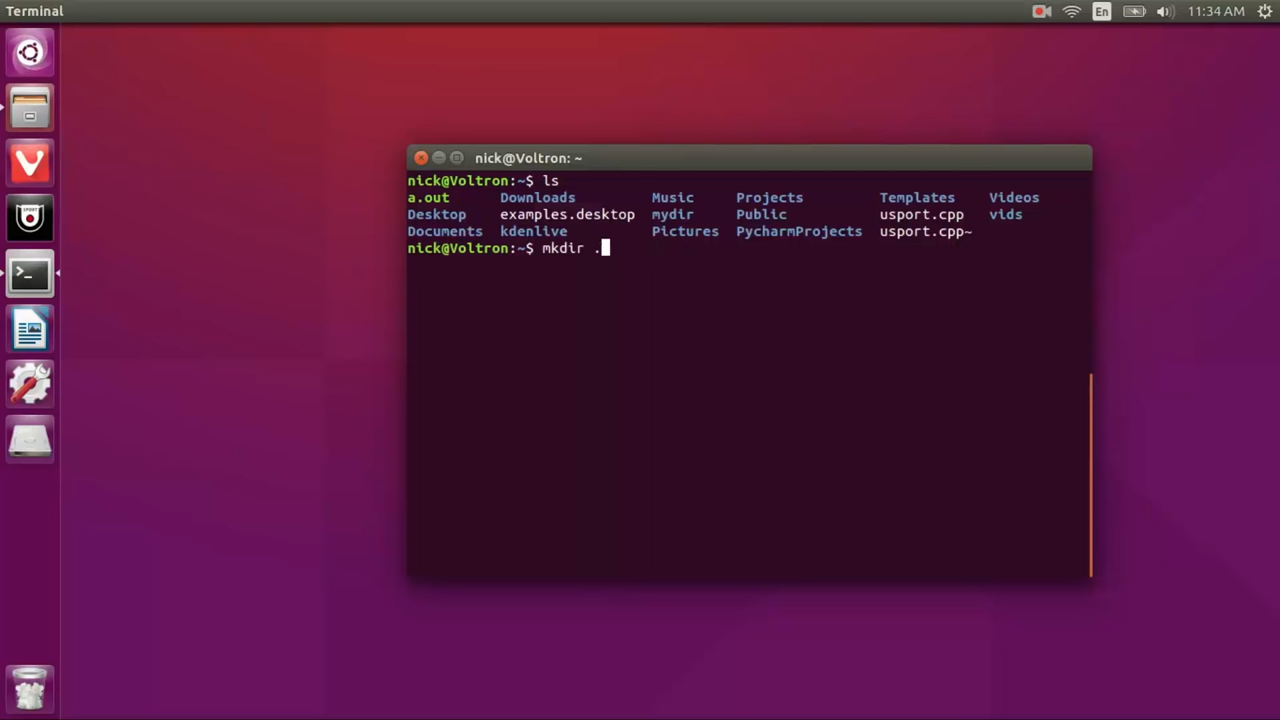 Terminal
En
11:34 AM
nick@Voltron: ~
nick@Voltron:~$ ls
a.out Downloads Music Projects Templates Videos
Desktop examples.desktop mydir Public usport.cpp vids
Documents kdenlive Pictures PycharmProjects usport.cpp~
nick@Voltron:~$ mkdir .